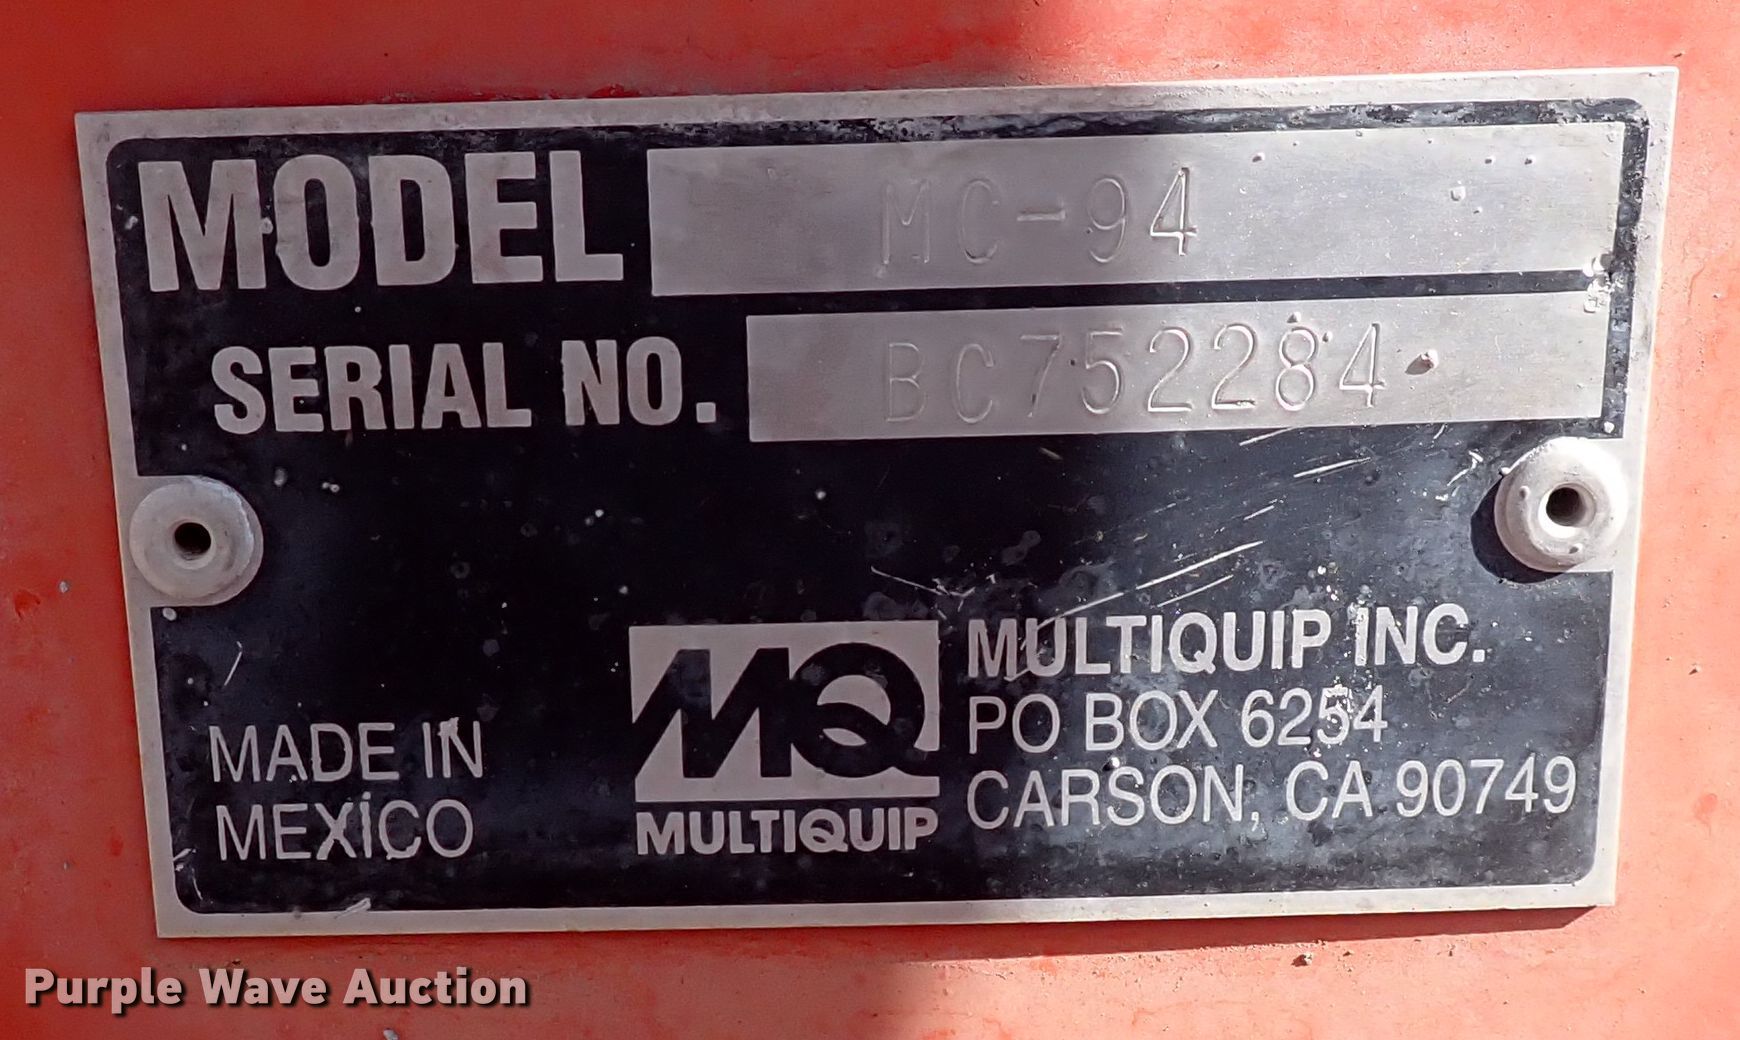 MODEL MC-94
SERIAL NO. BC752284
MADE IN
MEXICO
MQ
MULTIQUIP
MULTIQUIP INC.
PO BOX 6254
CARSON, CA 90749
Purple Wave Auction